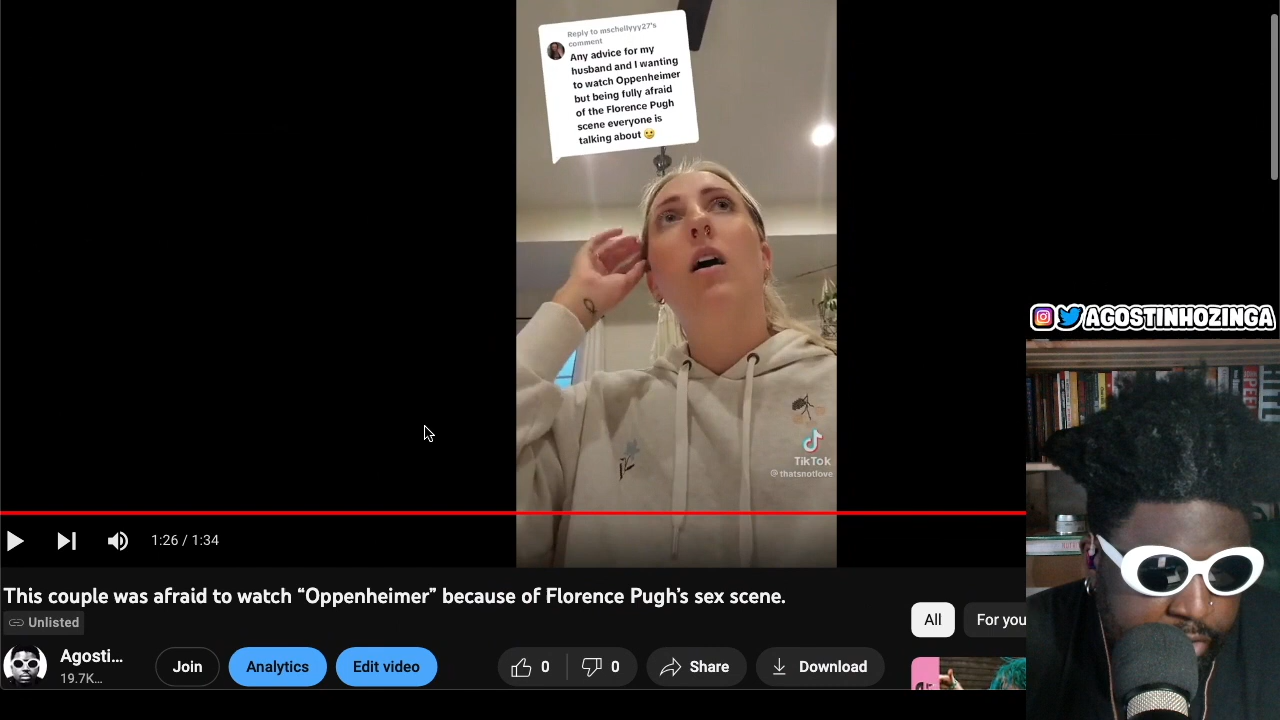 Reply to mschellyyy27's
comment
Any advice for my
husband and I wanting
to watch Oppenheimer
but being fully afraid
of the Florence Pugh
scene everyone is
talking about
AGOSTINHOZINGA
TikTok
@thatsnotlove
1:26 / 1:34
This couple was afraid to watch “Oppenheimer” because of Florence Pugh’s sex scene.
Unlisted
All
For you
Agosti...
19.7K...
Join
Analytics
Edit video
0
0
Share
Download